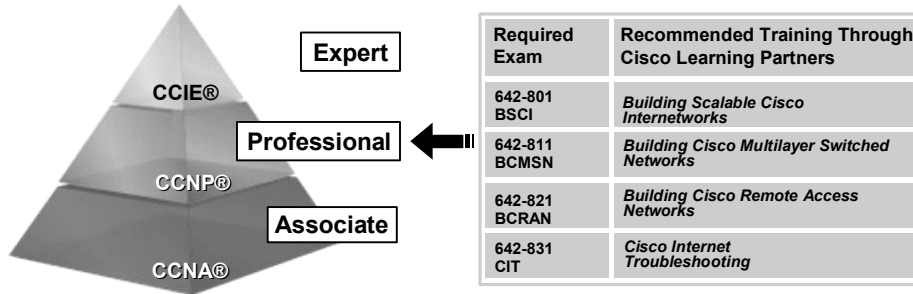 Expert
CCIE®
Professional
CCNP®
Associate
CCNA®
Required
Exam
Recommended Training Through
Cisco Learning Partners
642-801
BSCI
Building Scalable Cisco
Internetworks
642-811
BCMSN
Building Cisco Multilayer Switched
Networks
642-821
BCRAN
Building Cisco Remote Access
Networks
642-831
CIT
Cisco Internet
Troubleshooting